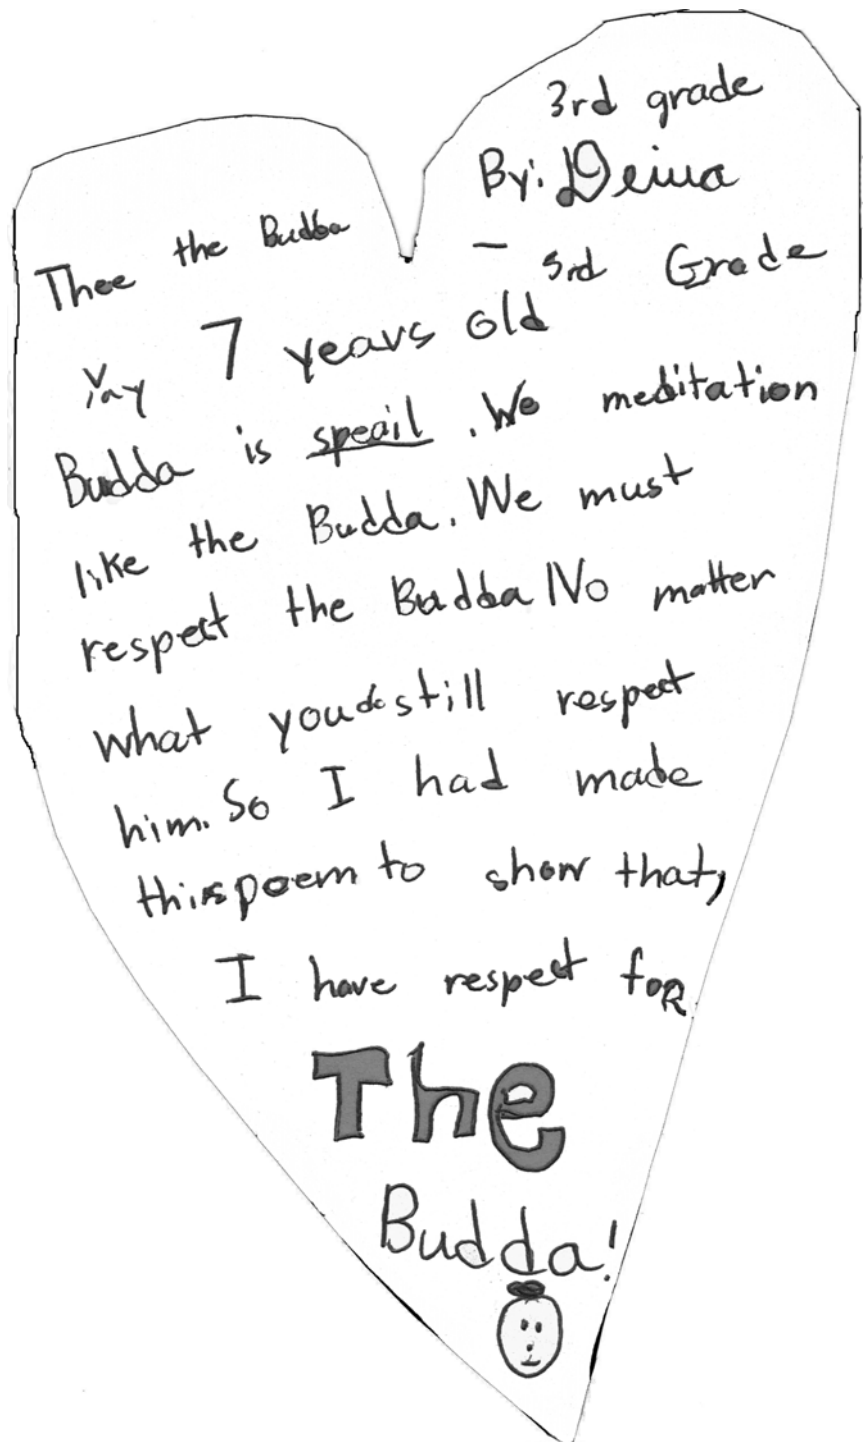 3rd grade
By: Deiua
Thee the Budda
- 3rd Grade
Yay 7 years old
Budda is speail. We meditation
like the Budda. We must
respect the Budda No matter
what you do still respect
him. So I had made
this poem to show that,
I have respect foR
The
Budda!